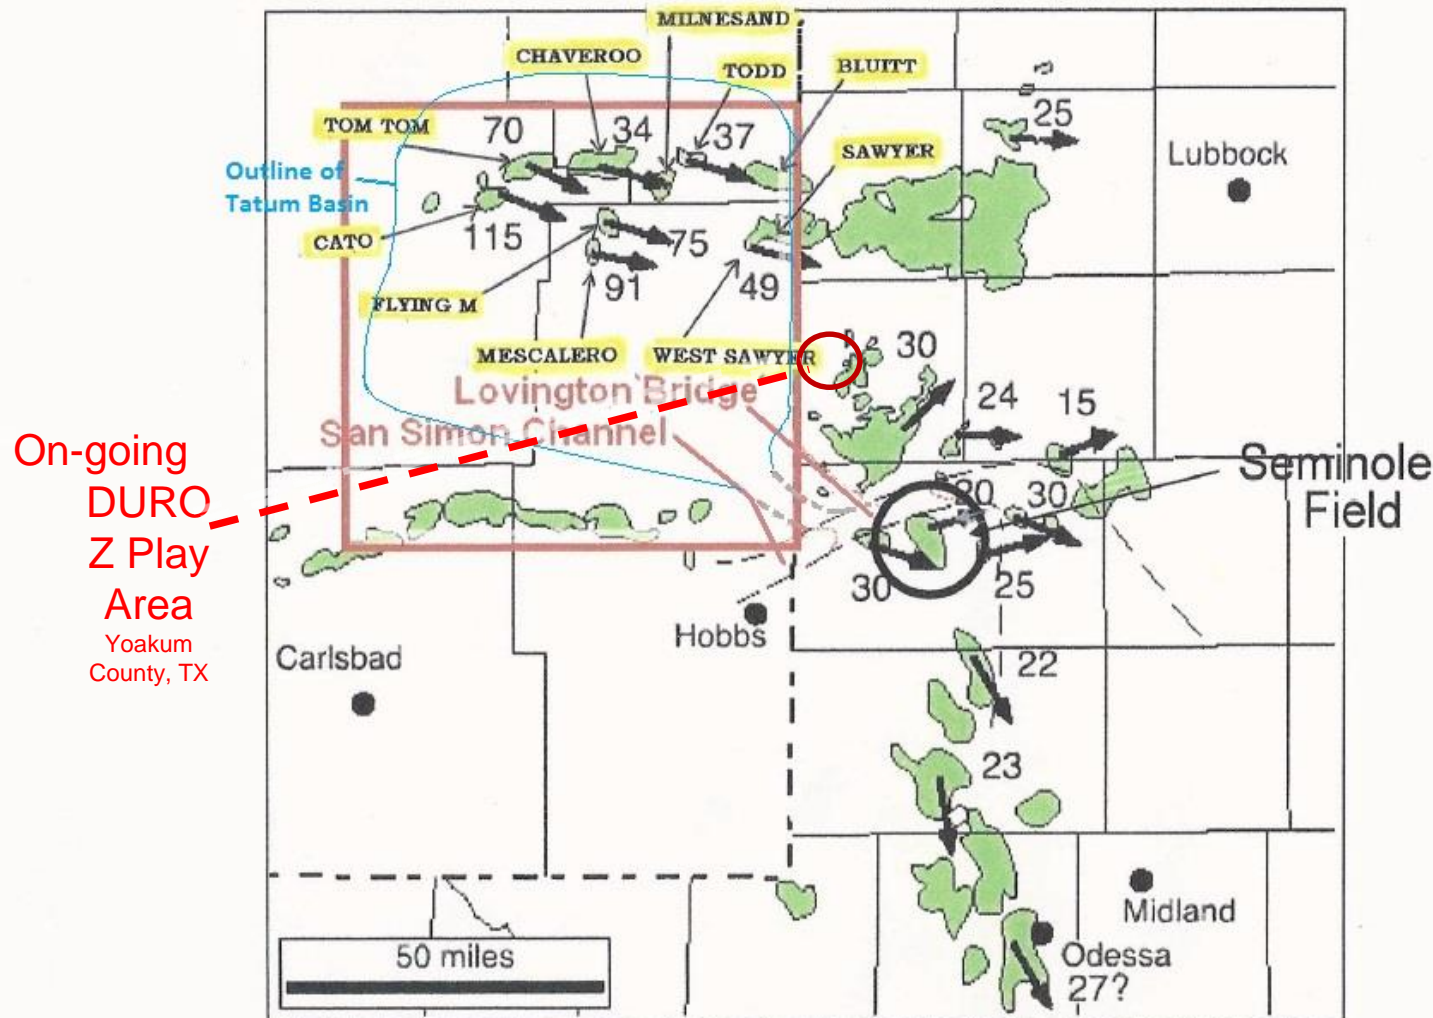 MILNESAND
CHAVEROO
TODD
BLUITT
TOM TOM
70
34
37
25
SAWYER
Lubbock
Outline of
Tatum Basin
CATO
115
75
FLYING M
91
49
MESCALERO
WEST SAWYER
30
Lovington Bridge
San Simon Channel
24
15
On-going
DURO
Z Play
Area
Yoakum
County, TX
Seminole
Field
20
30
30
25
Hobbs
Carlsbad
22
23
Midland
50 miles
Odessa
27?